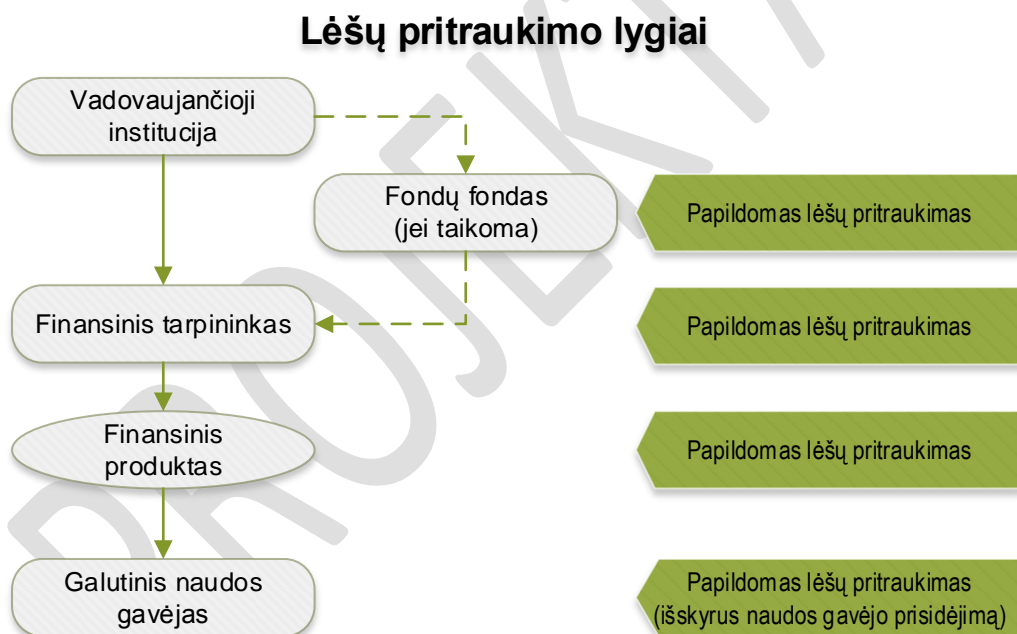 Lėšų pritraukimo lygiai
Vadovaujančioji
institucija
Fondų fondas
(jei taikoma)
Papildomas lėšų pritraukimas
Finansinis tarpininkas
Papildomas lėšų pritraukimas
Finansinis
produktas
Papildomas lėšų pritraukimas
Galutinis naudos
gavėjas
Papildomas lėšų pritraukimas
(išskyrus naudos gavėjo prisidėjimą)
PROJEKTA